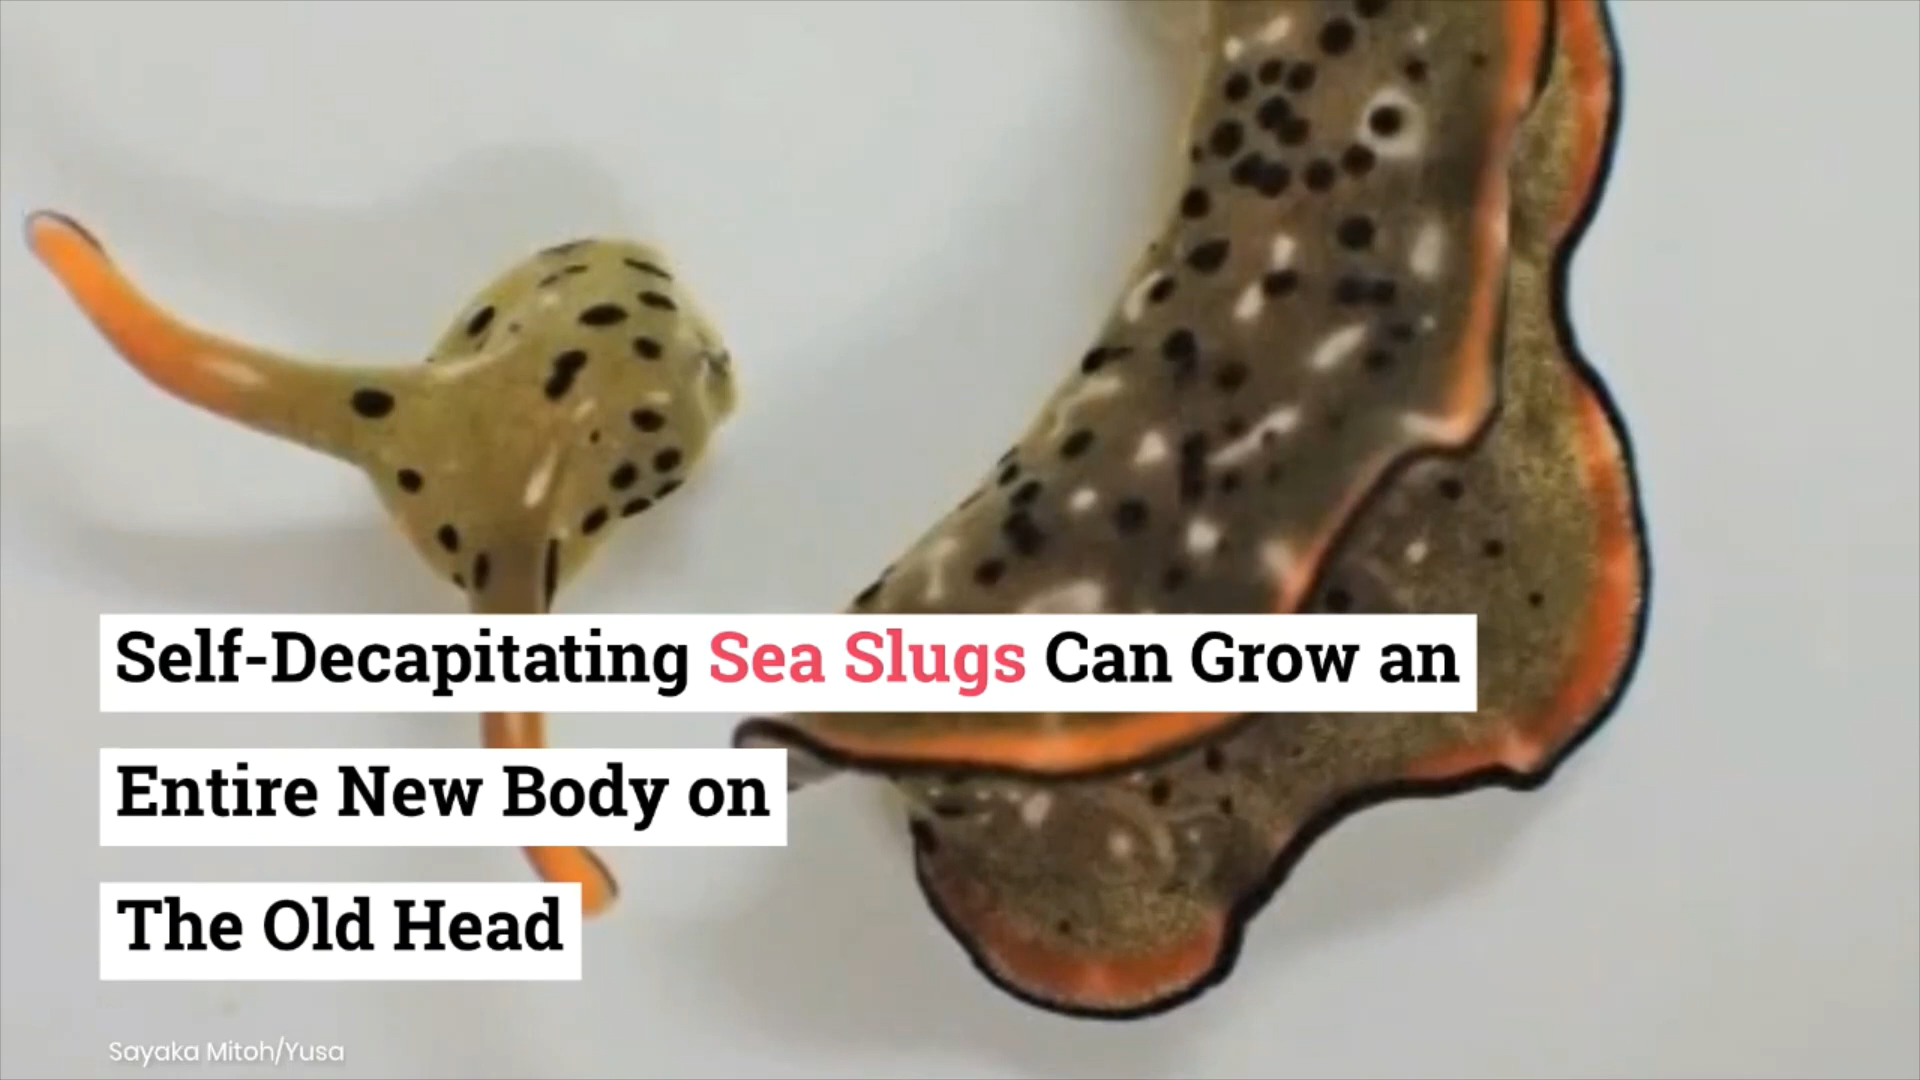 Self-Decapitating Sea Slugs Can Grow an
Entire New Body on
The Old Head
Sayaka Mitoh/Yusa